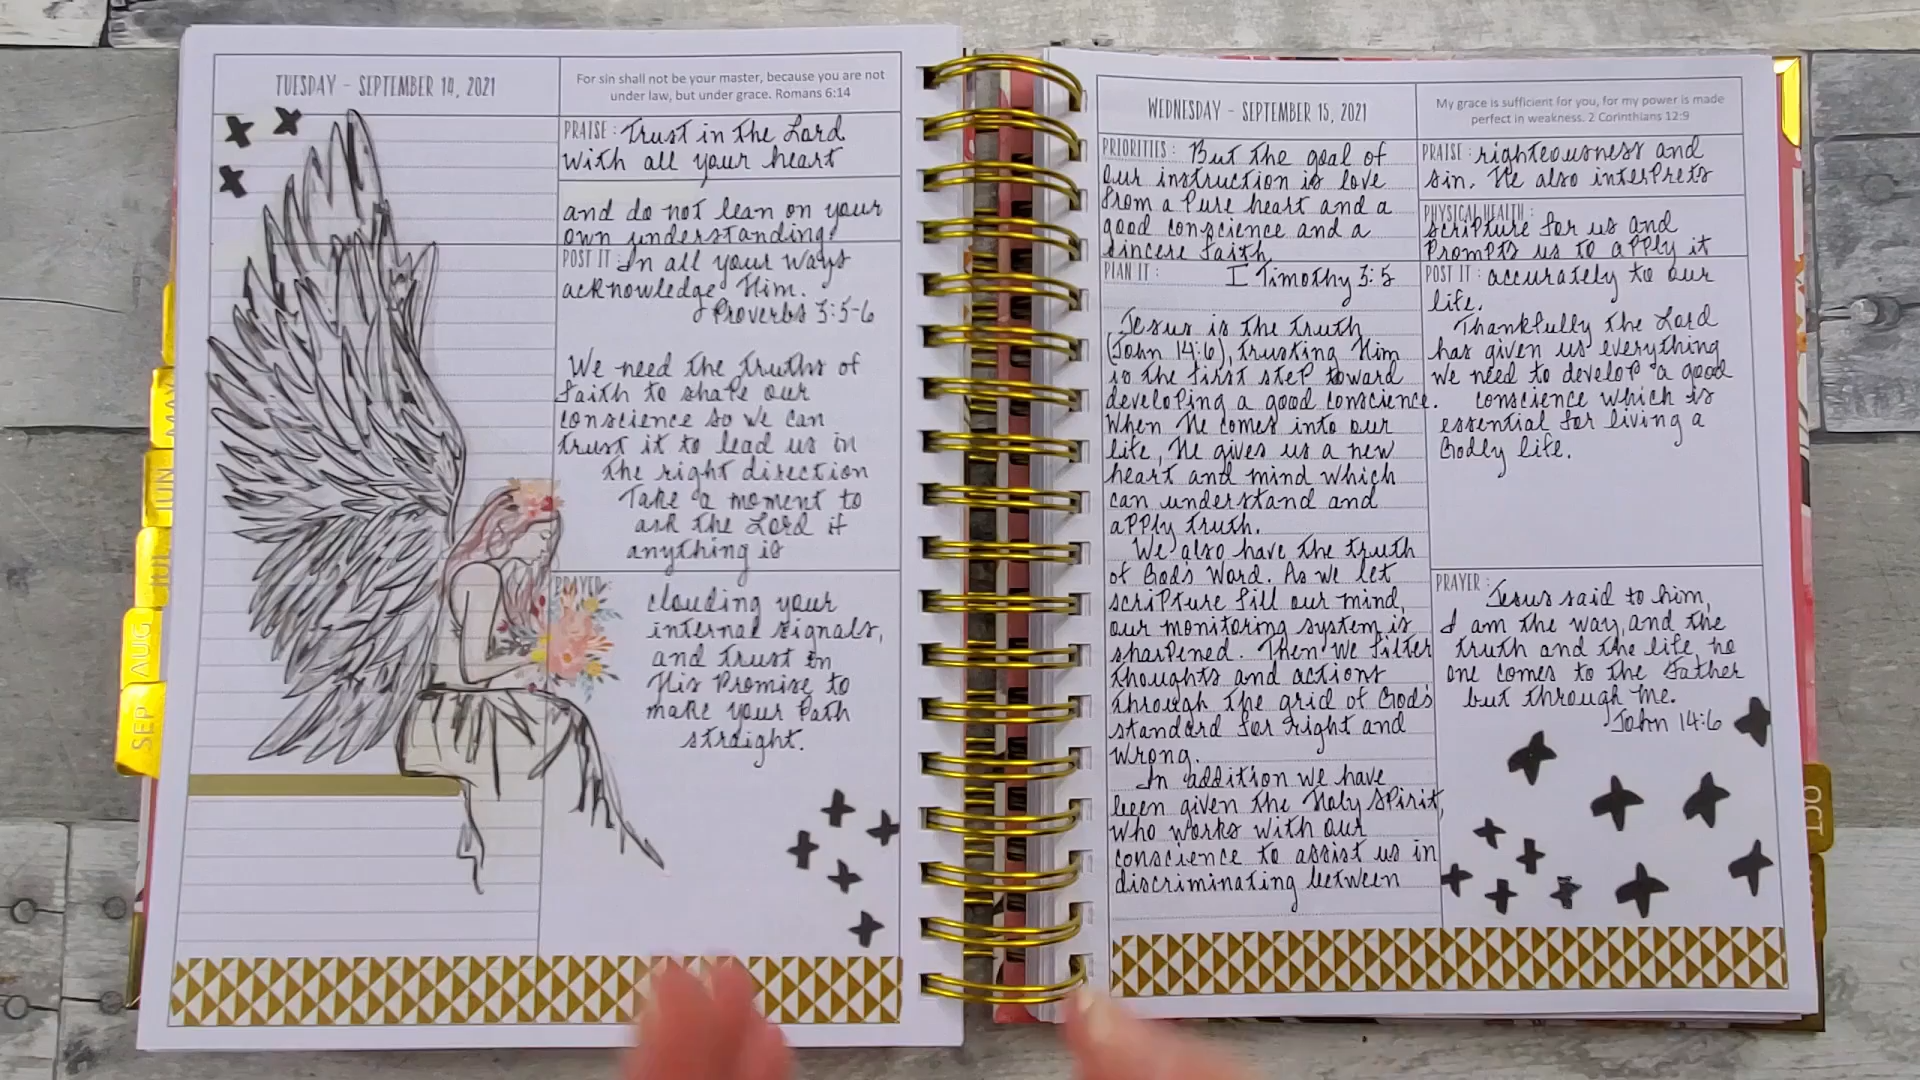 TUESDAY - SEPTEMBER 14, 2021
For sin shall not be your master, because you are not
under law, but under grace. Romans 6:14
PRAISE: Trust in the Lord
with all your heart
and do not lean on your
own understanding.
POST IT: In all your ways
acknowledge Him.
Proverbs 3:5-6
We need the truths of
faith to shape our
conscience so we can
trust it to lead us in
the right direction
Take a moment to
ask the Lord if
anything is
PRAYER:
clouding your
internal signals,
and trust in
His Promise to
make your path
straight.
MAY
JUN
JUL
AUG
SEP
WEDNESDAY - SEPTEMBER 15, 2021
My grace is sufficient for you, for my power is made
perfect in weakness. 2 Corinthians 12:9
PRIORITIES: But the goal of
our instruction is love
from a pure heart and a
good conscience and a
sincere faith
PLAN IT: I Timothy 3:5
Jesus is the truth
(John 14:6), trusting Him
is the first step toward
developing a good conscience.
When He comes into our
life, He gives us a new
heart and mind which
can understand and
apply truth.
We also have the truth
of God's Word. As we let
scripture fill our mind,
our monitoring system is
sharpened. Then we filter
thoughts and actions
through the grid of God's
standard for right and
wrong.
In addition we have
been given the Holy Spirit,
who works with our
conscience to assist us in
discriminating between
PRAISE: righteousness and
sin. He also interprets
PHYSICAL HEALTH:
scripture for us and
prompts us to apply it
POST IT: accurately to our
life.
Thankfully the Lord
has given us everything
we need to develop a good
conscience which is
essential for living a
Godly life.
PRAYER: Jesus said to him,
I am the way, and the
truth and the life, no
one comes to the Father
but through me.
John 14:6
OCT